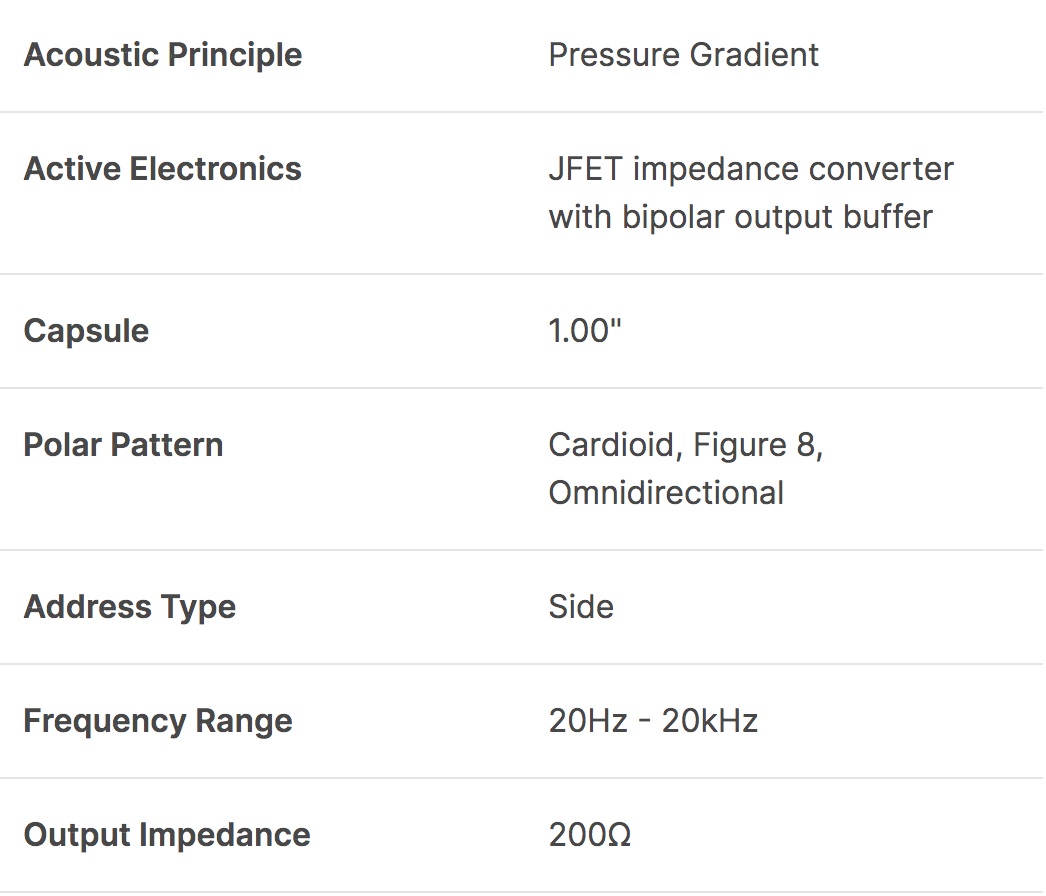 Acoustic Principle Pressure Gradient
Active Electronics JFET impedance converter
with bipolar output buffer
Capsule 1.00"
Polar Pattern Cardioid, Figure 8,
Omnidirectional
Address Type Side
Frequency Range 20Hz - 20kHz
Output Impedance 200Ω